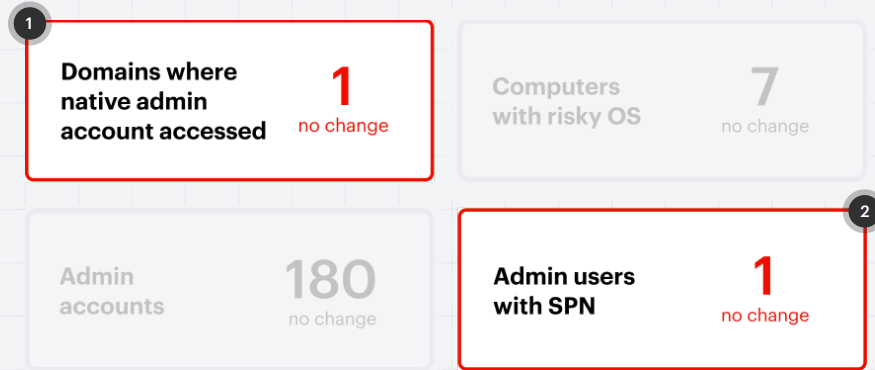 1
Domains where
native admin
account accessed
1
no change
Computers
with risky OS
7
no change
2
Admin
accounts
180
no change
Admin users
with SPN
1
no change